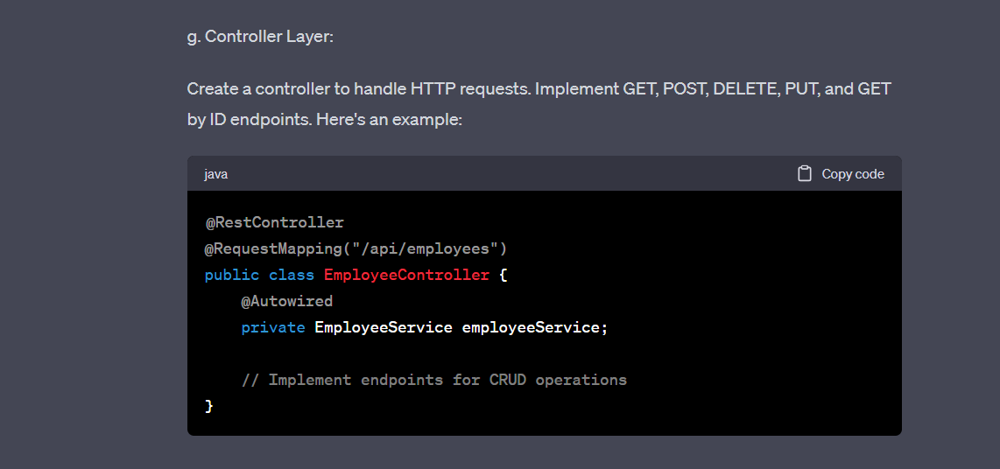 g. Controller Layer:
Create a controller to handle HTTP requests. Implement GET, POST, DELETE, PUT, and GET
by ID endpoints. Here's an example:
java
Copy code
@RestController
@RequestMapping("/api/employees")
public class EmployeeController {
    @Autowired
    private EmployeeService employeeService;
    // Implement endpoints for CRUD operations
}